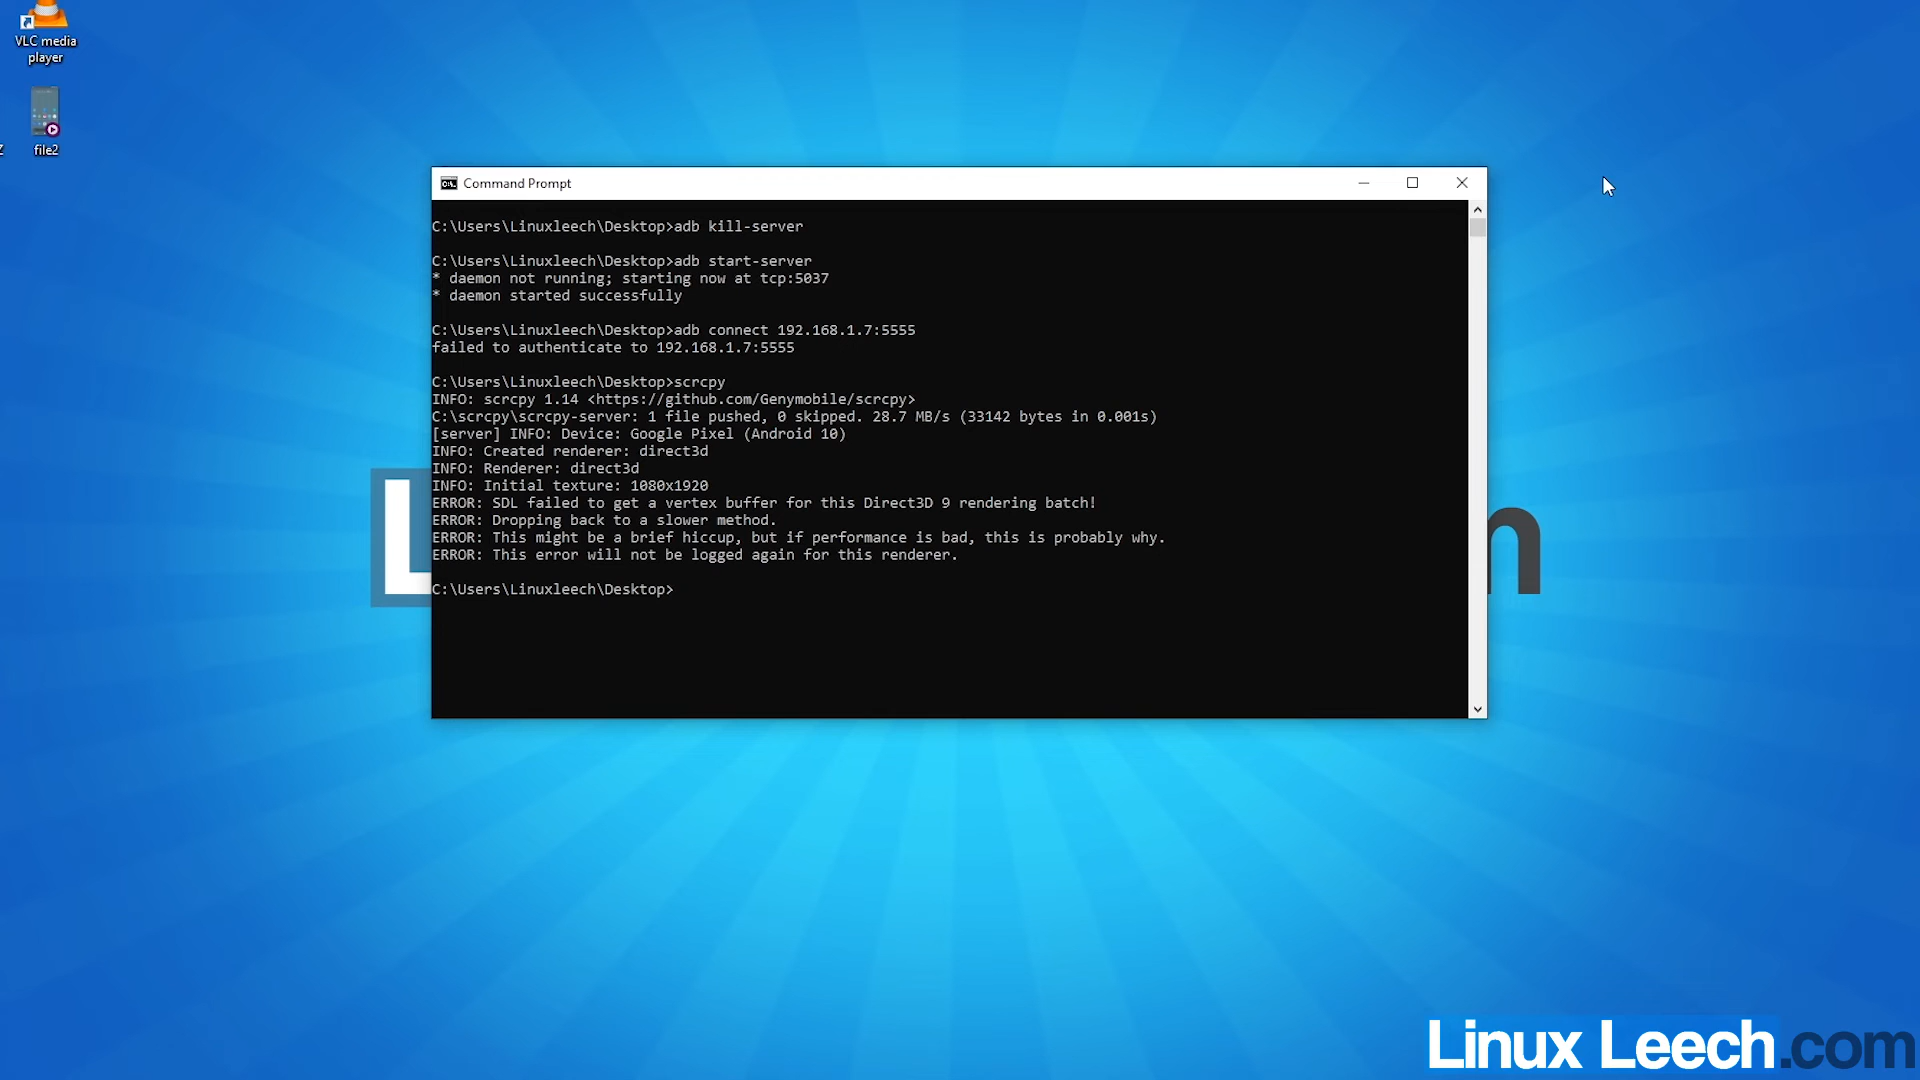 VLC media
player
file2
Command Prompt
C:\Users\Linuxleech\Desktop>adb kill-server
C:\Users\Linuxleech\Desktop>adb start-server
* daemon not running; starting now at tcp:5037
* daemon started successfully
C:\Users\Linuxleech\Desktop>adb connect 192.168.1.7:5555
failed to authenticate to 192.168.1.7:5555
C:\Users\Linuxleech\Desktop>scrcpy
INFO: scrcpy 1.14 <https://github.com/Genymobile/scrcpy>
C:\scrcpy\scrcpy-server: 1 file pushed, 0 skipped. 28.7 MB/s (33142 bytes in 0.001s)
[server] INFO: Device: Google Pixel (Android 10)
INFO: Created renderer: direct3d
INFO: Renderer: direct3d
INFO: Initial texture: 1080x1920
ERROR: SDL failed to get a vertex buffer for this Direct3D 9 rendering batch!
ERROR: Dropping back to a slower method.
ERROR: This might be a brief hiccup, but if performance is bad, this is probably why.
ERROR: This error will not be logged again for this renderer.
C:\Users\Linuxleech\Desktop>
L n
Linux Leech.com